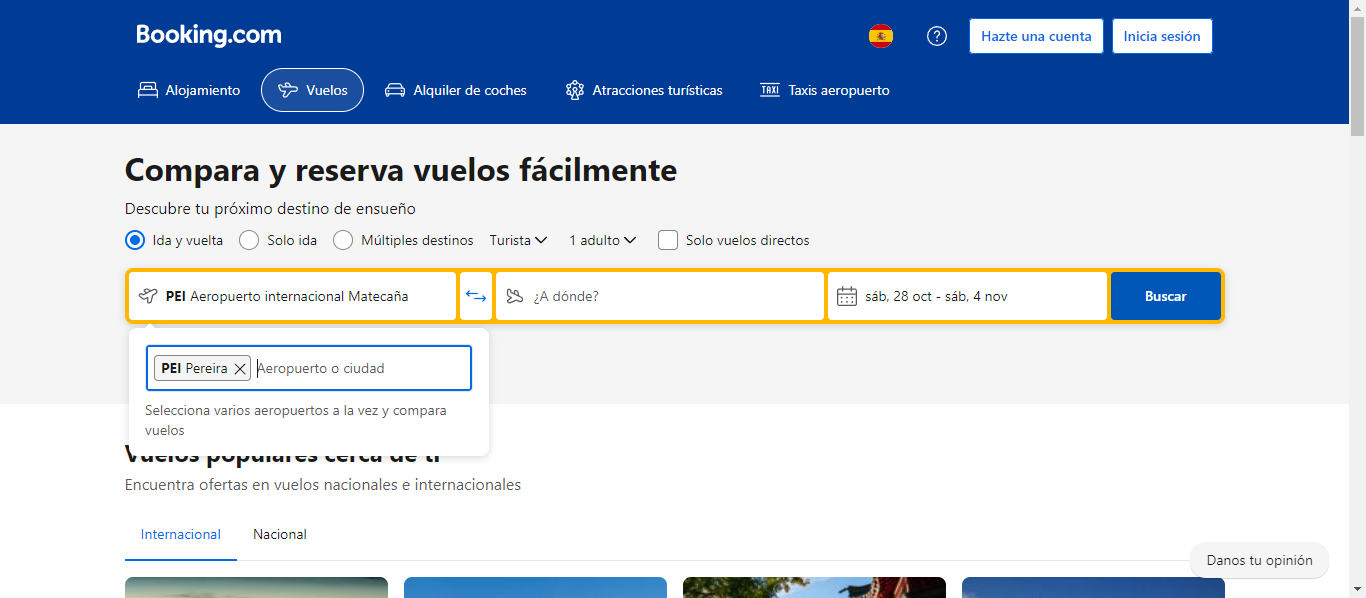 Booking.com
Hazte una cuenta
Inicia sesión
Alojamiento
Vuelos
Alquiler de coches
Atracciones turísticas
TAXI Taxis aeropuerto
Compara y reserva vuelos fácilmente
Descubre tu próximo destino de ensueño
Ida y vuelta
Solo ida
Múltiples destinos
Turista
1 adulto
Solo vuelos directos
PEI Aeropuerto internacional Matecaña
¿A dónde?
sáb, 28 oct - sáb, 4 nov
Buscar
PEI Pereira
Aeropuerto o ciudad
Selecciona varios aeropuertos a la vez y compara
vuelos
Vuelos populares cerca de ti
Encuentra ofertas en vuelos nacionales e internacionales
Internacional
Nacional
Danos tu opinión